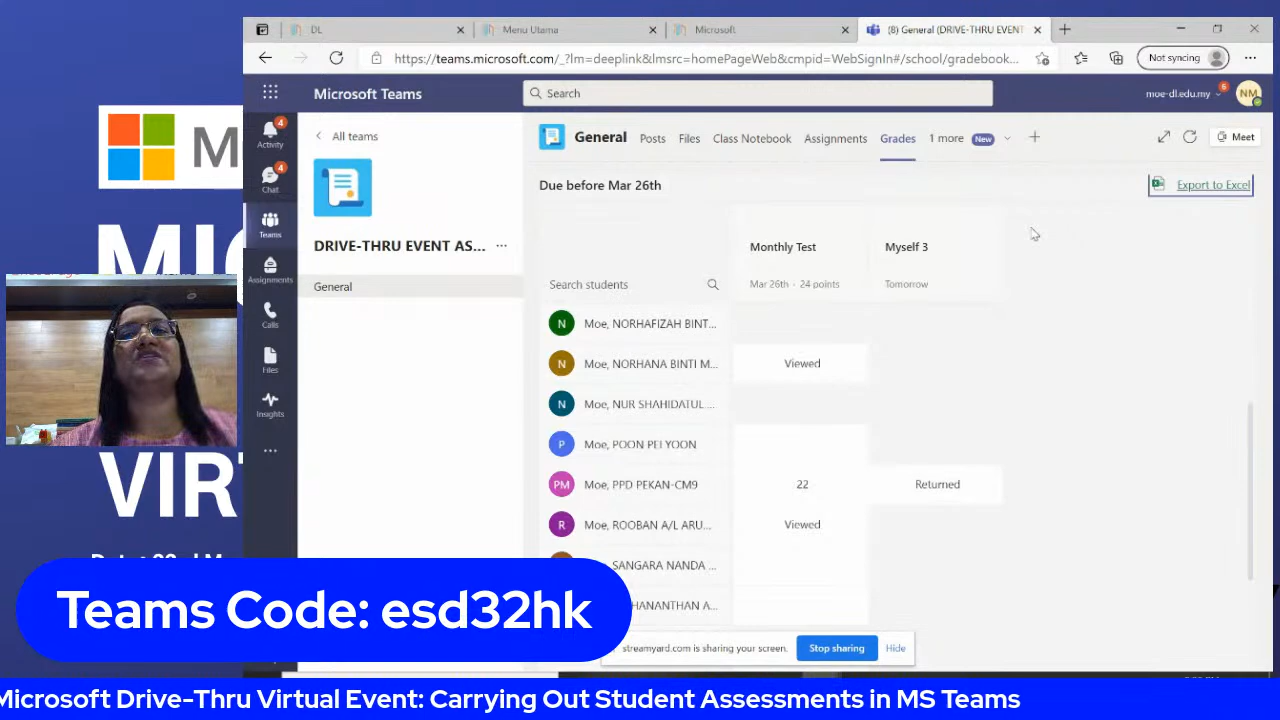 DL
Menu Utama
Microsoft
(8) General (DRIVE-THRU EVENT
https://teams.microsoft.com/_?lm=deeplink&lmsrc=homePageWeb&cmpid=WebSignIn#/school/gradebook...
Not syncing
Microsoft Teams
Search
moe-dl.edu.my
6
NM
Activity
4
Chat
4
Teams
Assignments
Calls
Files
Insights
All teams
DRIVE-THRU EVENT AS...
General
General
Posts
Files
Class Notebook
Assignments
Grades
1 more
New
Meet
Due before Mar 26th
Export to Excel
Monthly Test
Myself 3
Search students
Mar 26th · 24 points
Tomorrow
N Moe, NORHAFIZAH BINT...
N Moe, NORHANA BINTI M... Viewed
N Moe, NUR SHAHIDATUL ...
P Moe, POON PEI YOON
PM Moe, PPD PEKAN-CM9 22 Returned
R Moe, ROOBAN A/L ARU... Viewed
SANGARA NANDA ...
HANANTHAN A...
streamyard.com is sharing your screen.
Stop sharing
Hide
M
VIR
Teams Code: esd32hk
Microsoft Drive-Thru Virtual Event: Carrying Out Student Assessments in MS Teams